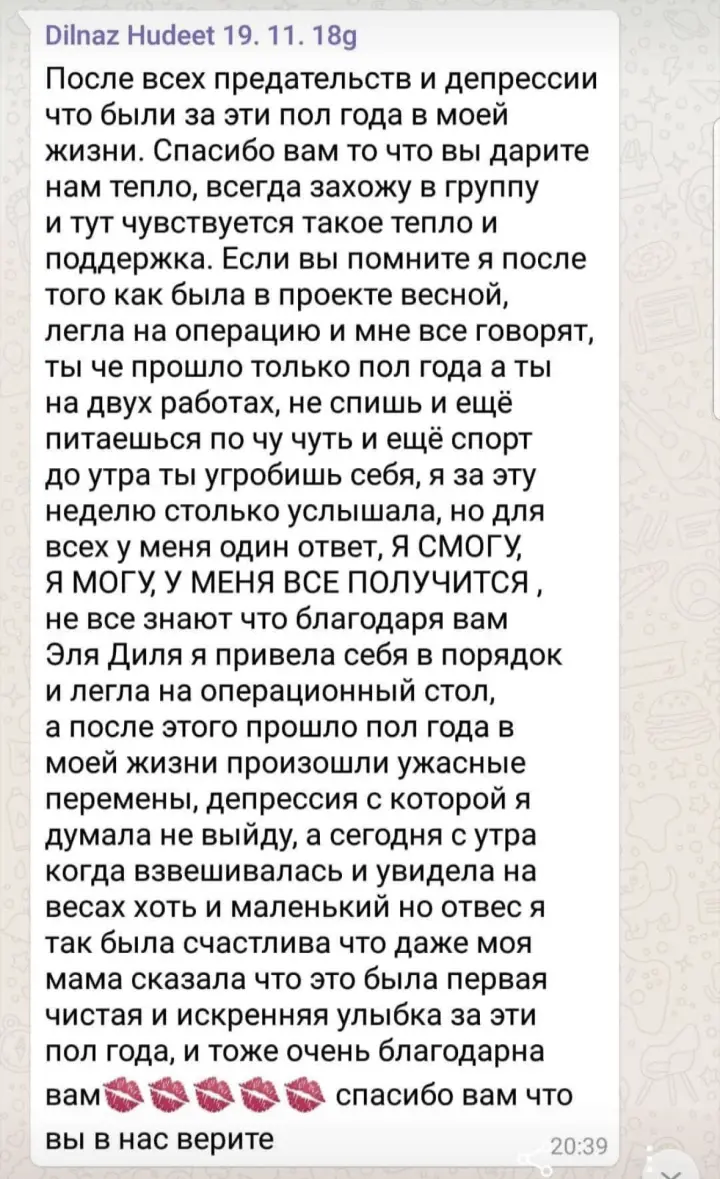 Dilnaz Hudeet 19. 11. 18g
После всех предательств и депрессии
что были за эти пол года в моей
жизни. Спасибо вам то что вы дарите
нам тепло, всегда захожу в группу
и тут чувствуется такое тепло и
поддержка. Если вы помните я после
того как была в проекте весной,
легла на операцию и мне все говорят,
ты че прошло только пол года а ты
на двух работах, не спишь и ещё
питаешься по чу чуть и ещё спорт
до утра ты угробишь себя, я за эту
неделю столько услышала, но для
всех у меня один ответ, Я СМОГУ,
Я МОГУ, У МЕНЯ ВСЕ ПОЛУЧИТСЯ ,
не все знают что благодаря вам
Эля Диля я привела себя в порядок
и легла на операционный стол,
а после этого прошло пол года в
моей жизни произошли ужасные
перемены, депрессия с которой я
думала не выйду, а сегодня с утра
когда взвешивалась и увидела на
весах хоть и маленький но отвес я
так была счастлива что даже моя
мама сказала что это была первая
чистая и искренняя улыбка за эти
пол года, и тоже очень благодарна
вам💋💋💋💋💋 спасибо вам что
вы в нас верите
20:39